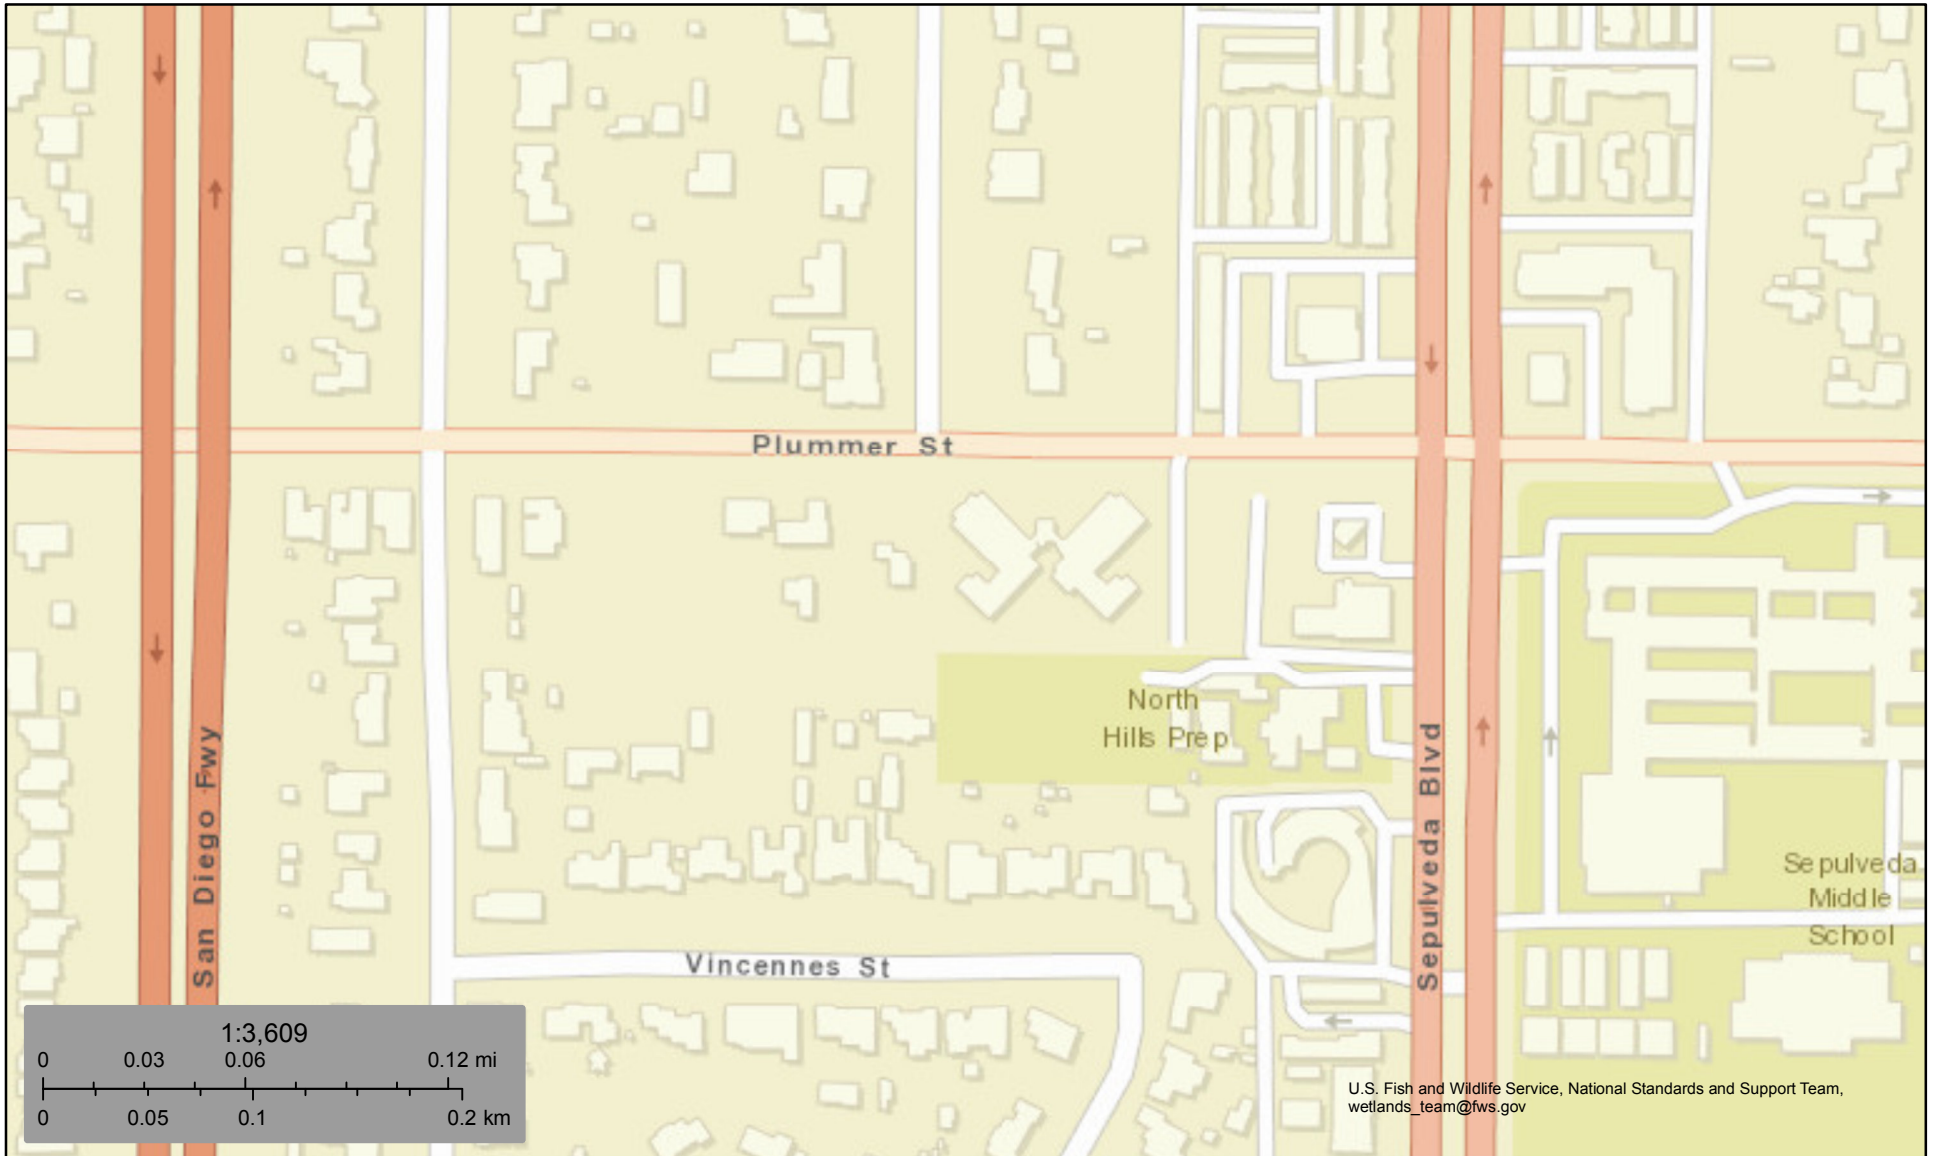 Plummer St
North
Hills Prep
San Diego Fwy
Sepulveda Blvd
Sepulveda
Middle
School
Vincennes St
1:3,609
0 0.03 0.06 0.12 mi
0 0.05 0.1 0.2 km
U.S. Fish and Wildlife Service, National Standards and Support Team,
wetlands_team@fws.gov